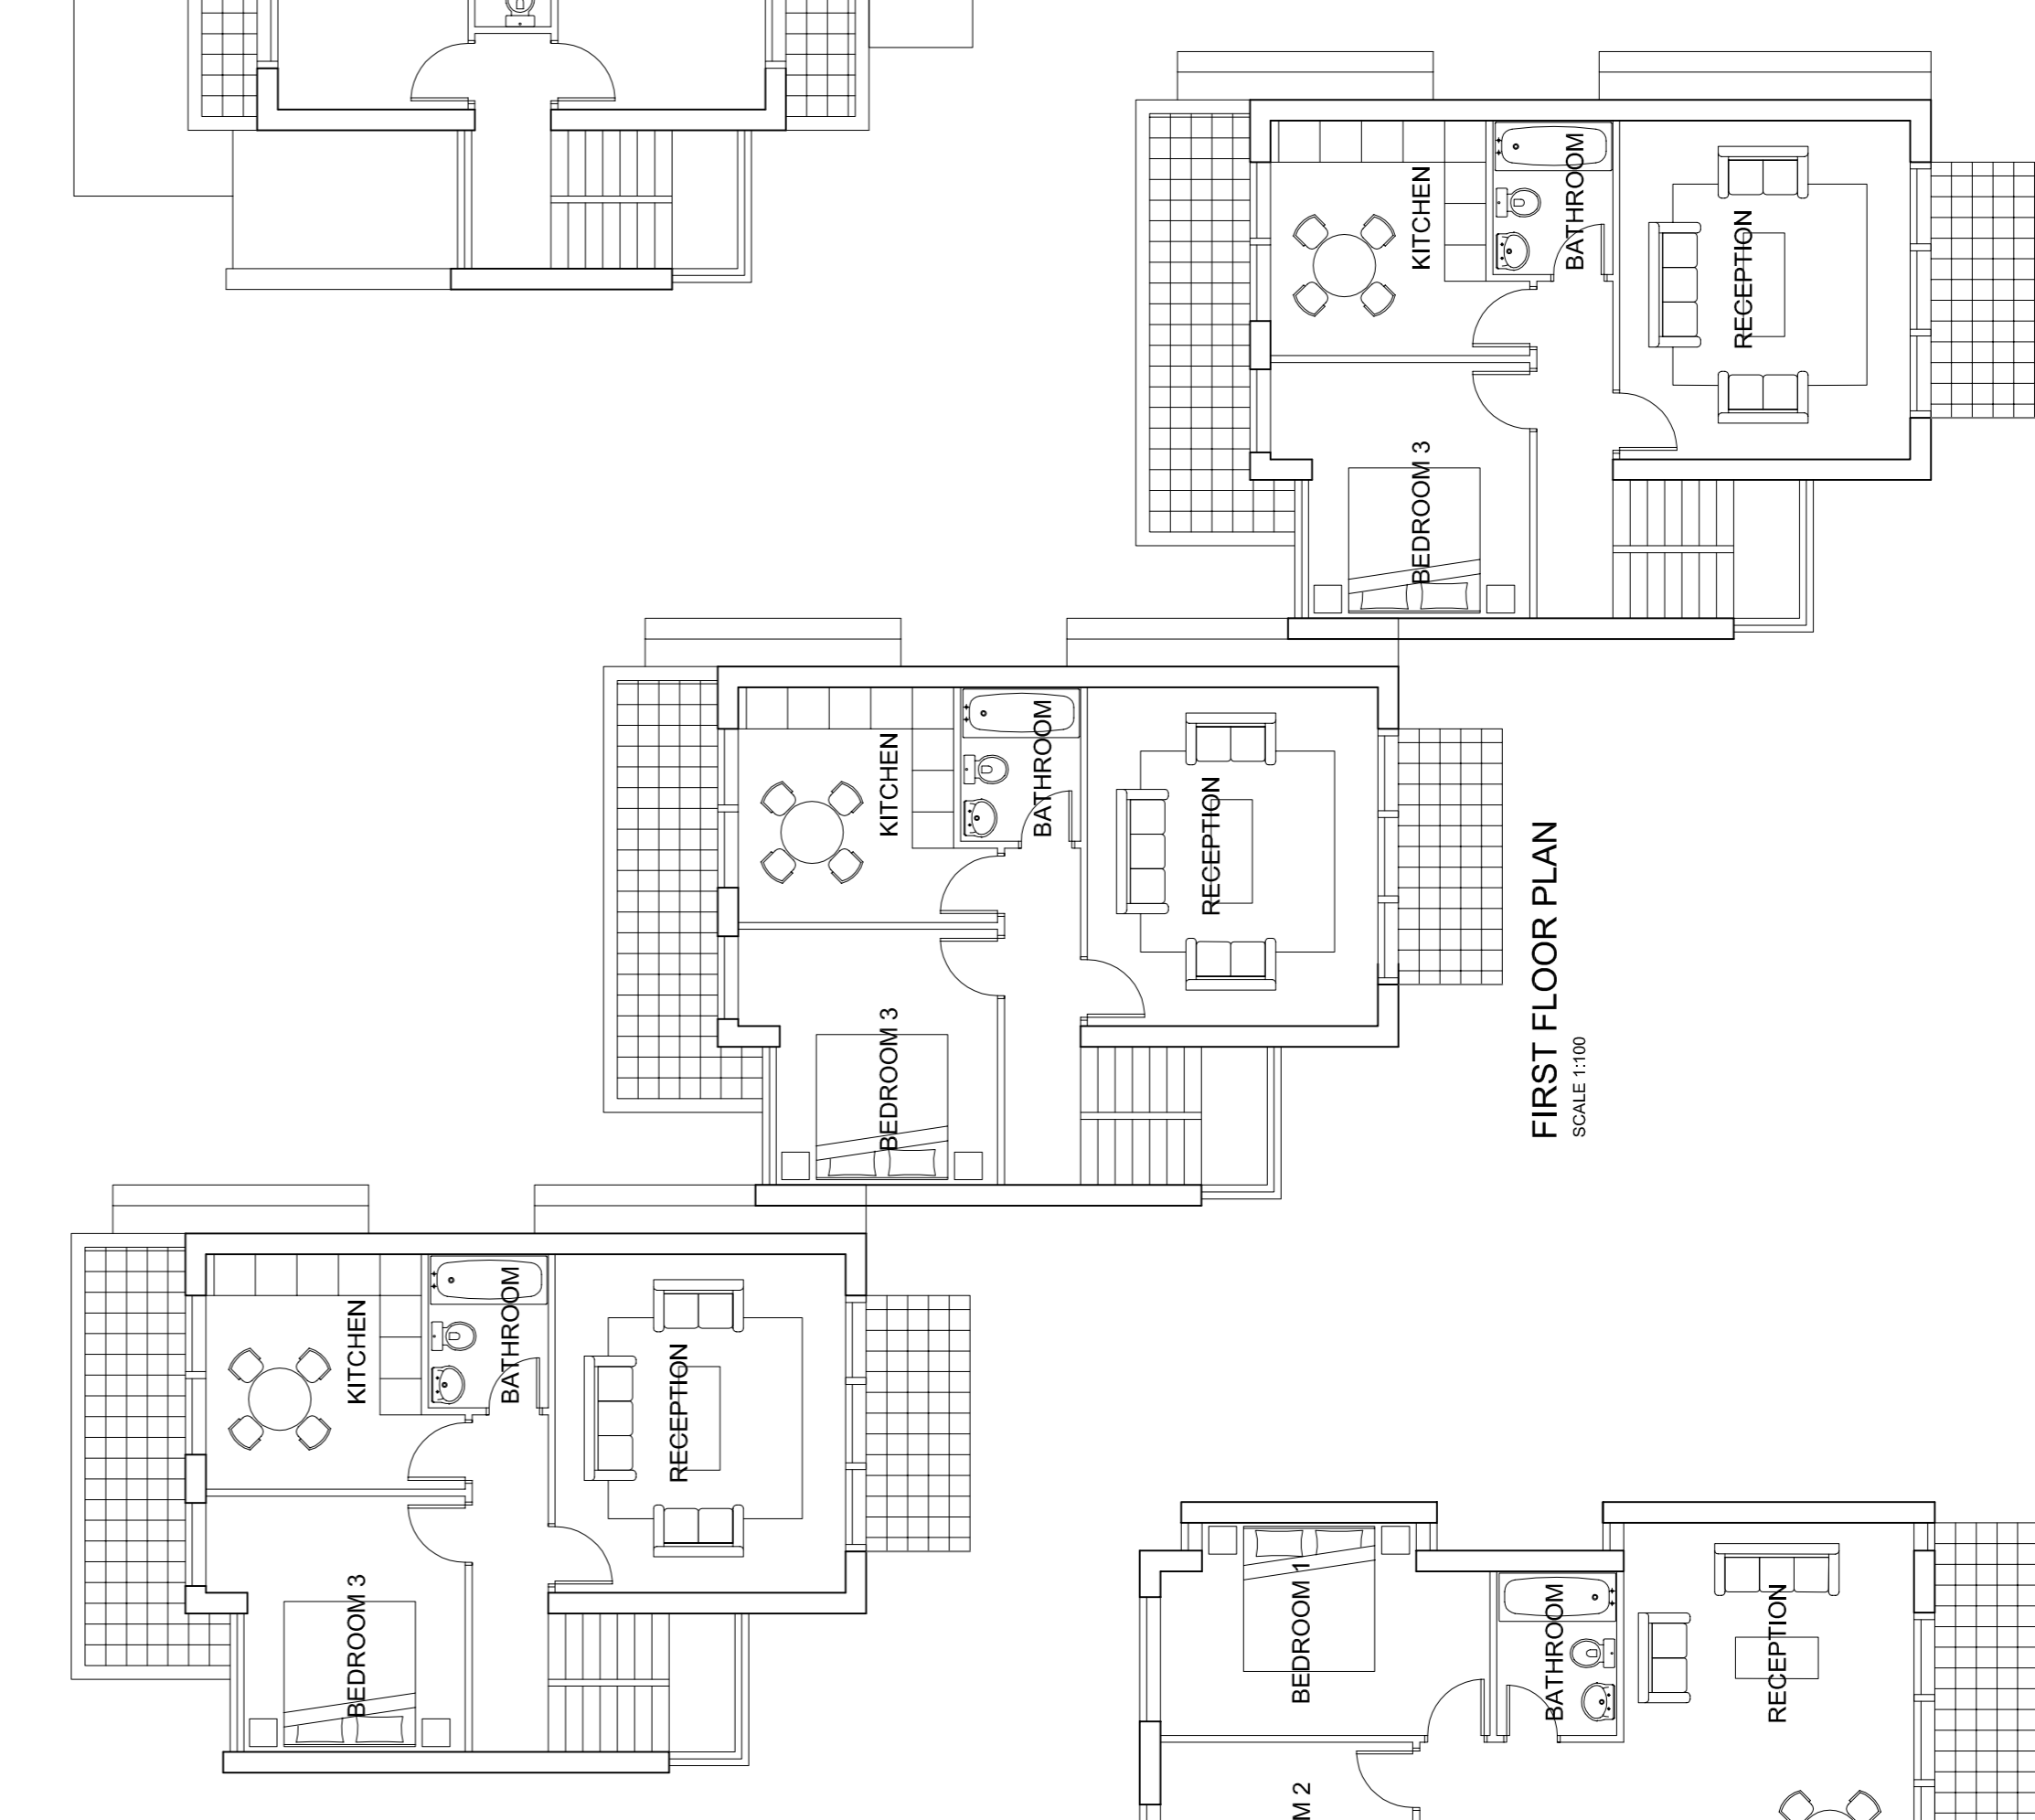 KITCHEN
BATHROOM
RECEPTION
BEDROOM 3
KITCHEN
BATHROOM
RECEPTION
BEDROOM 3
FIRST FLOOR PLAN
SCALE 1:100
KITCHEN
BATHROOM
RECEPTION
BEDROOM 3
BEDROOM 1
BATHROOM
RECEPTION
M 2